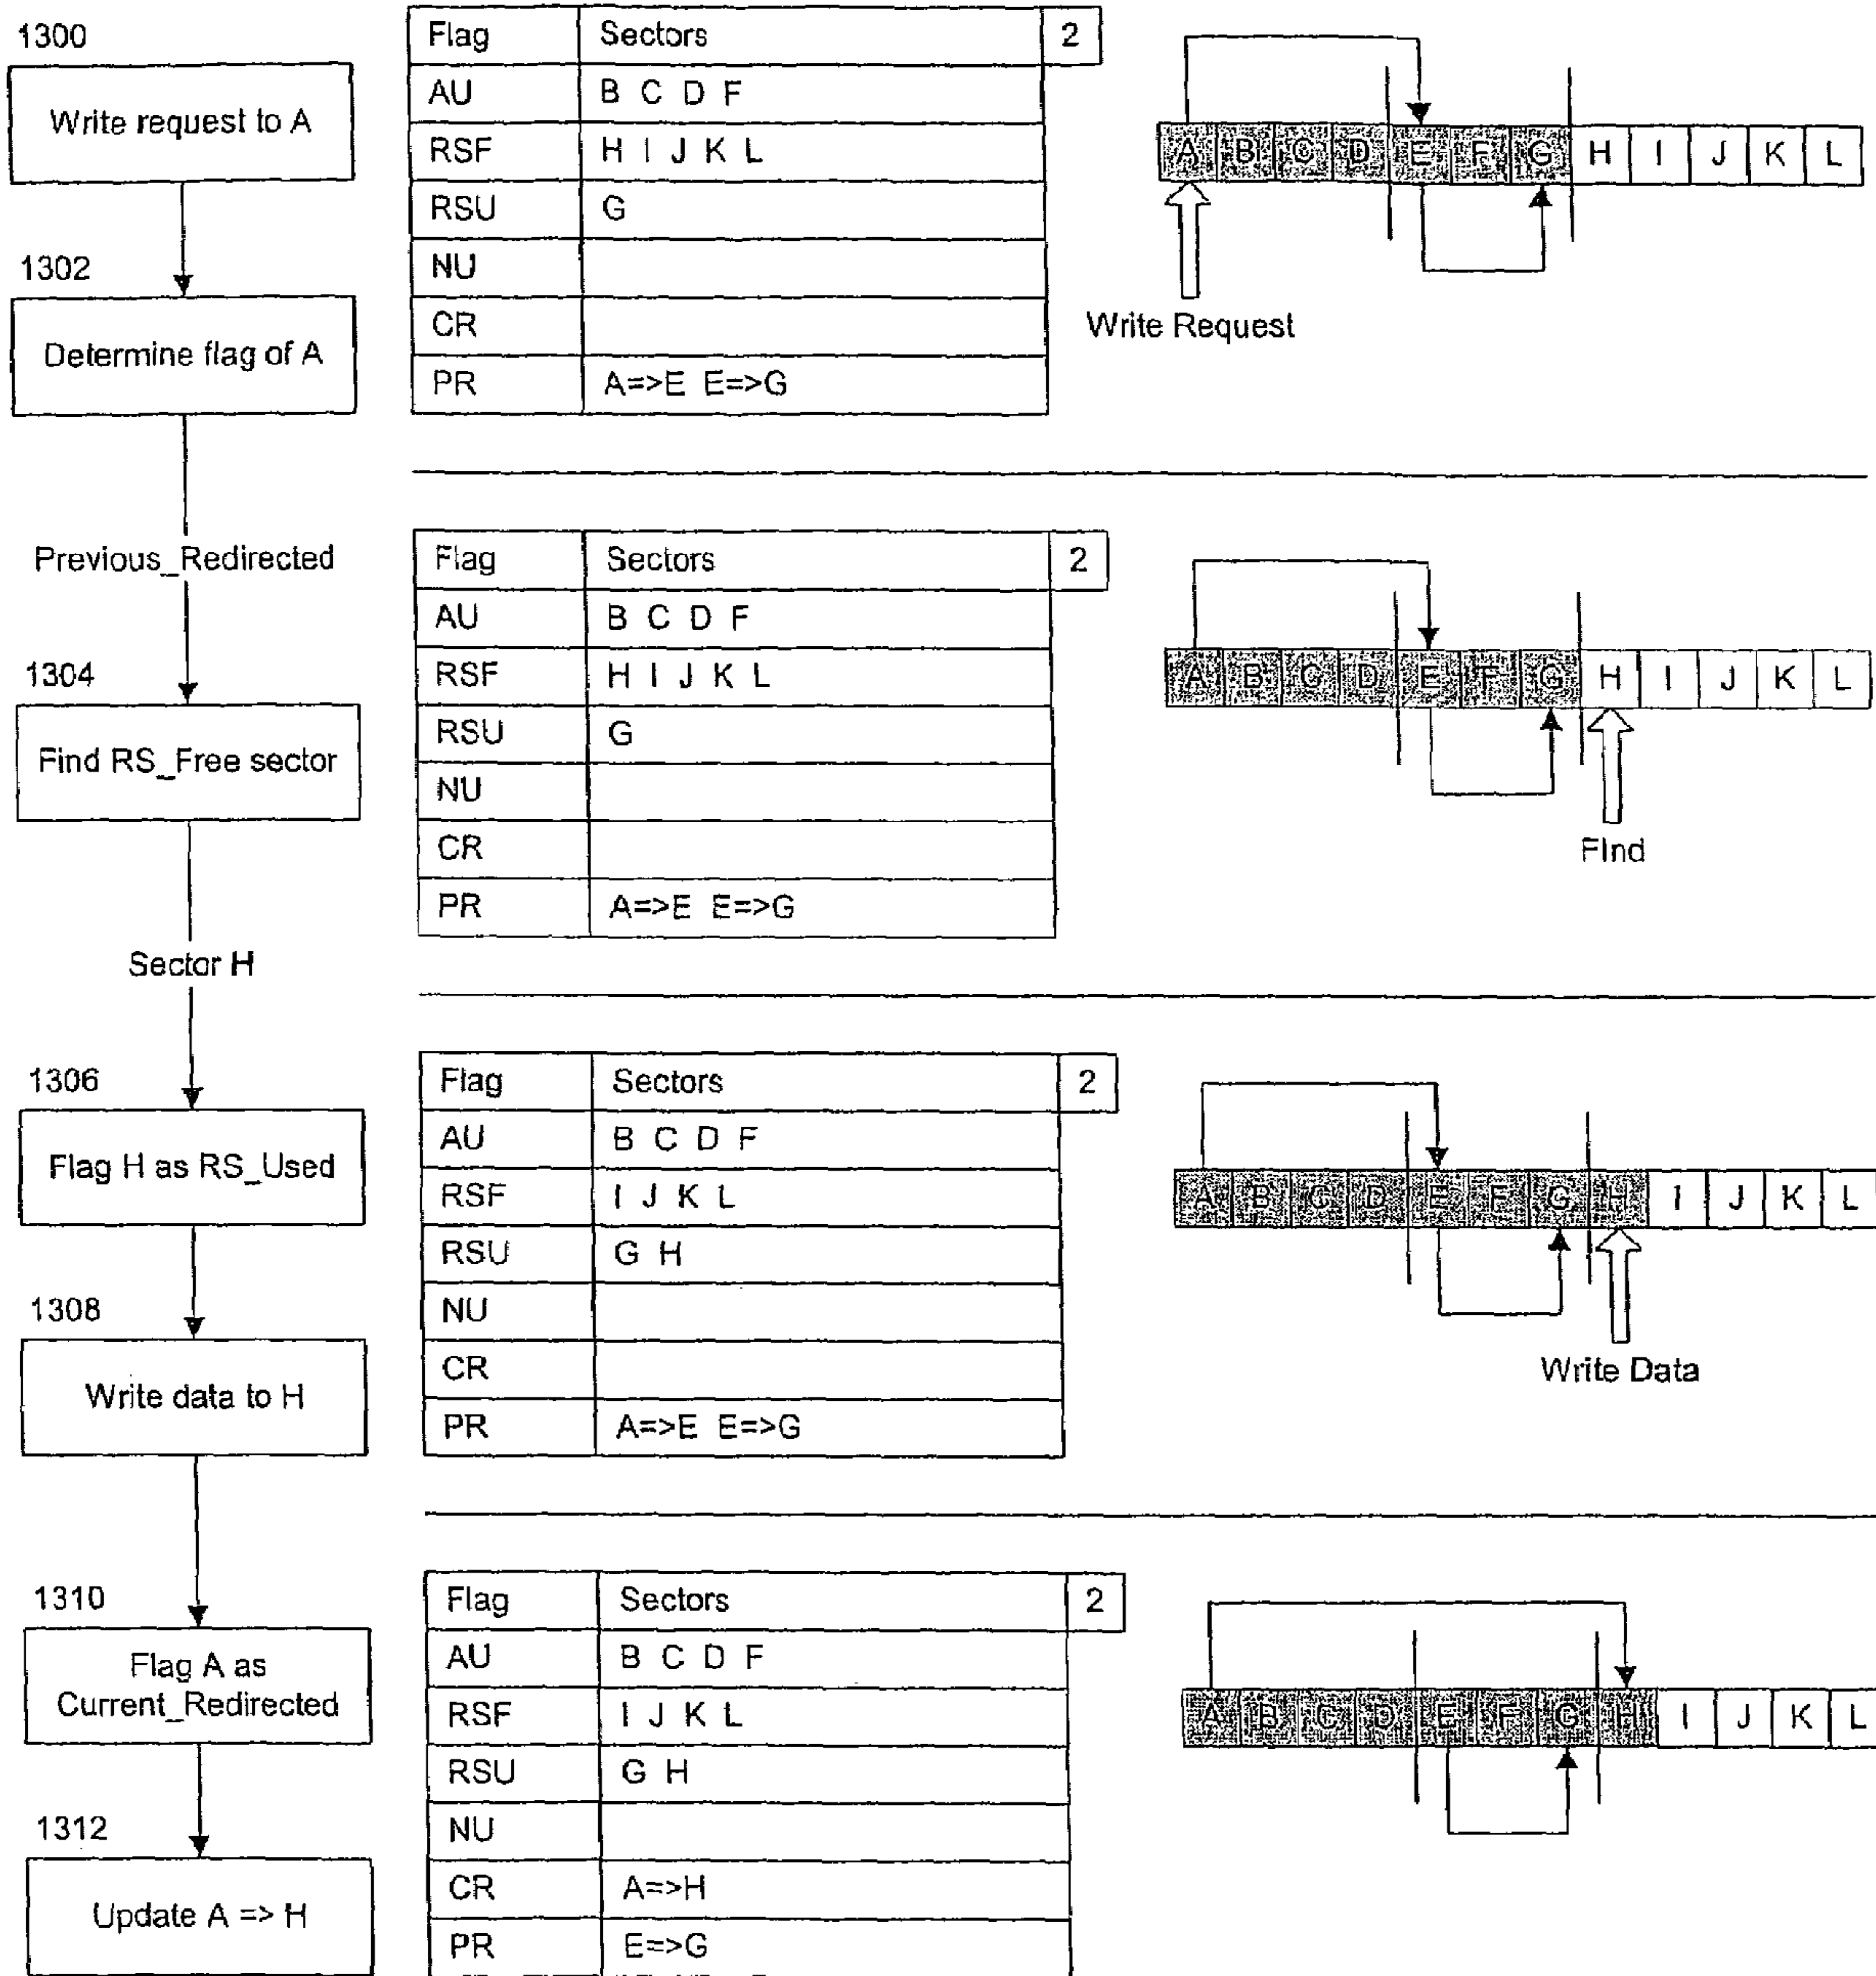 1300
Write request to A
1302
Determine flag of A
Previous_Redirected
1304
Find RS_Free sector
Sector H
1306
Flag H as RS_Used
1308
Write data to H
1310
Flag A as
Current_Redirected
1312
Update A => H
Flag Sectors 2
AU B C D F
RSF H I J K L
RSU G
NU
CR
PR A=>E E=>G
A B C D E F G H I J K L
Write Request
Flag Sectors 2
AU B C D F
RSF H I J K L
RSU G
NU
CR
PR A=>E E=>G
A B C D E F G H I J K L
Find
Flag Sectors 2
AU B C D F
RSF I J K L
RSU G H
NU
CR
PR A=>E E=>G
A B C D E F G H I J K L
Write Data
Flag Sectors 2
AU B C D F
RSF I J K L
RSU G H
NU
CR A=>H
PR E=>G
A B C D E F G H I J K L